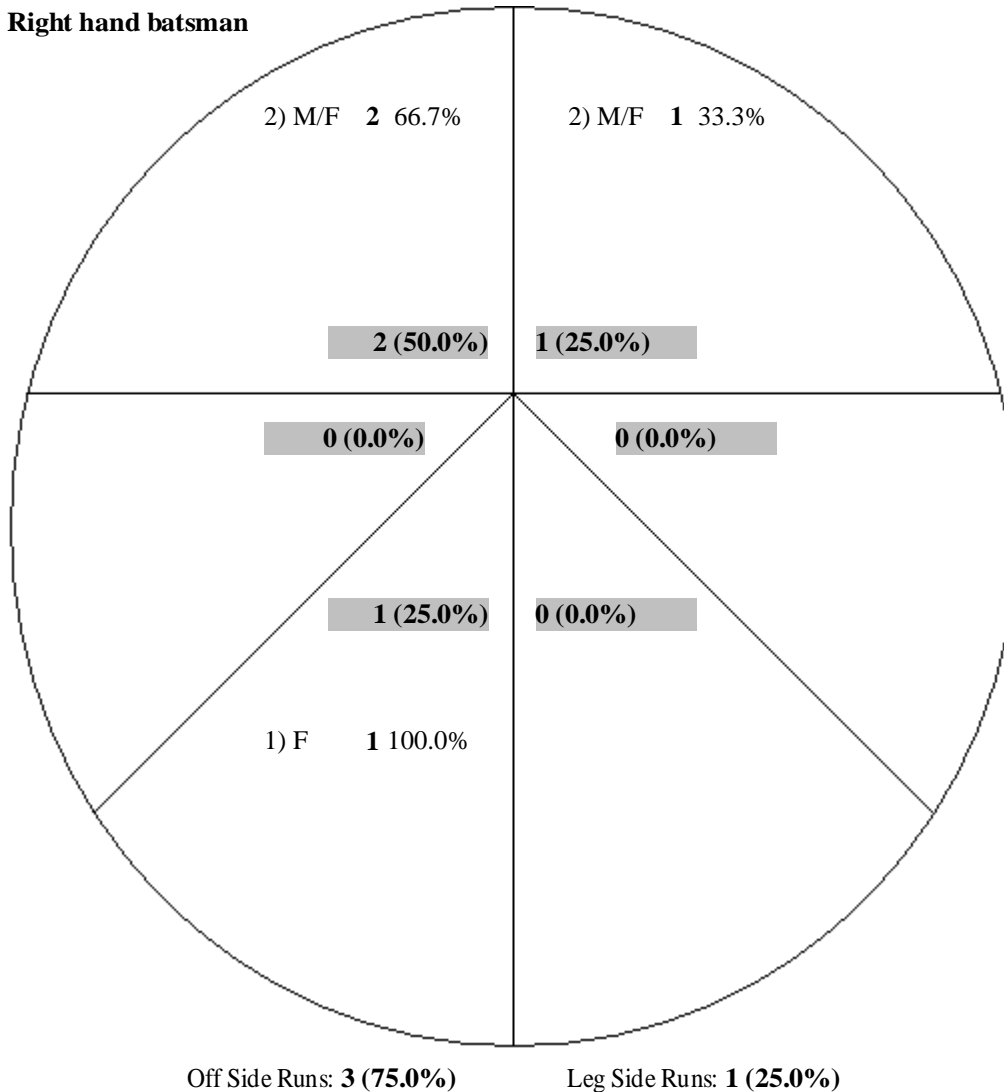 Right hand batsman
2) M/F 2 66.7% 2) M/F 1 33.3%
2 (50.0%) 1 (25.0%)
0 (0.0%) 0 (0.0%)
1 (25.0%) 0 (0.0%)
1) F 1 100.0%
Off Side Runs: 3 (75.0%) Leg Side Runs: 1 (25.0%)